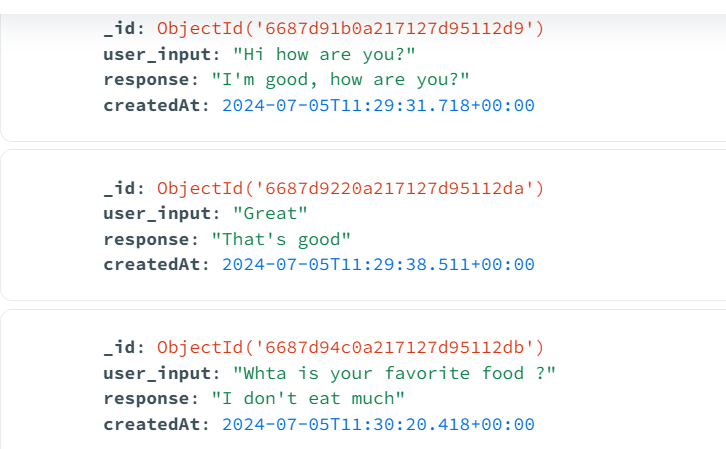 _id: ObjectId('6687d91b0a217127d95112d9')
user_input: "Hi how are you?"
response: "I'm good, how are you?"
createdAt: 2024-07-05T11:29:31.718+00:00
_id: ObjectId('6687d9220a217127d95112da')
user_input: "Great"
response: "That's good"
createdAt: 2024-07-05T11:29:38.511+00:00
_id: ObjectId('6687d94c0a217127d95112db')
user_input: "Whta is your favorite food ?"
response: "I don't eat much"
createdAt: 2024-07-05T11:30:20.418+00:00